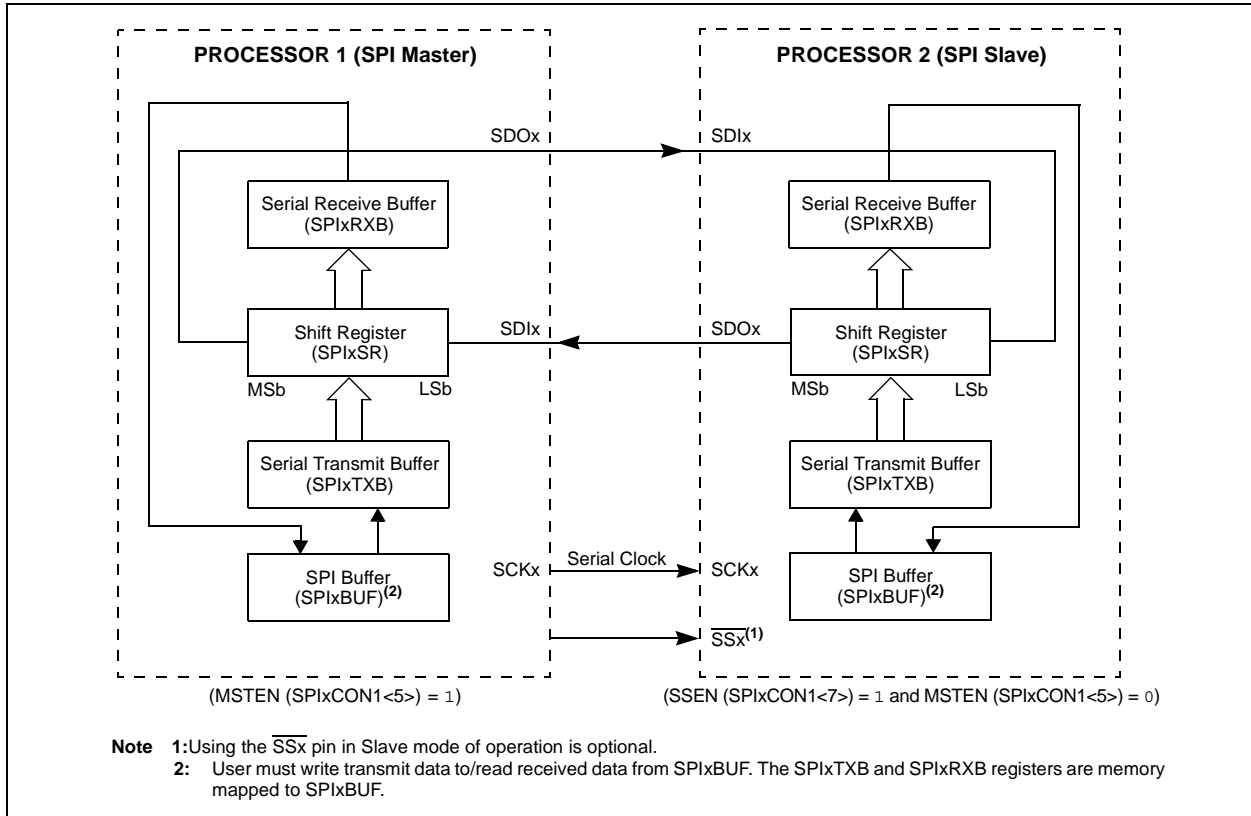 PROCESSOR 1 (SPI Master)
SDOx
Serial Receive Buffer
(SPIxRXB)
Shift Register
(SPIxSR)
MSb
LSb
SDIx
Serial Transmit Buffer
(SPIxTXB)
SPI Buffer
(SPIxBUF)(2)
SCKx
Serial Clock
(MSTEN (SPIxCON1<5>) = 1)
PROCESSOR 2 (SPI Slave)
SDIx
Serial Receive Buffer
(SPIxRXB)
SDOx
Shift Register
(SPIxSR)
MSb
LSb
Serial Transmit Buffer
(SPIxTXB)
SCKx
SPI Buffer
(SPIxBUF)(2)
SSx(1)
(SSEN (SPIxCON1<7>) = 1 and MSTEN (SPIxCON1<5>) = 0)
Note 1:Using the SSx pin in Slave mode of operation is optional.
2: User must write transmit data to/read received data from SPIxBUF. The SPIxTXB and SPIxRXB registers are memory
mapped to SPIxBUF.